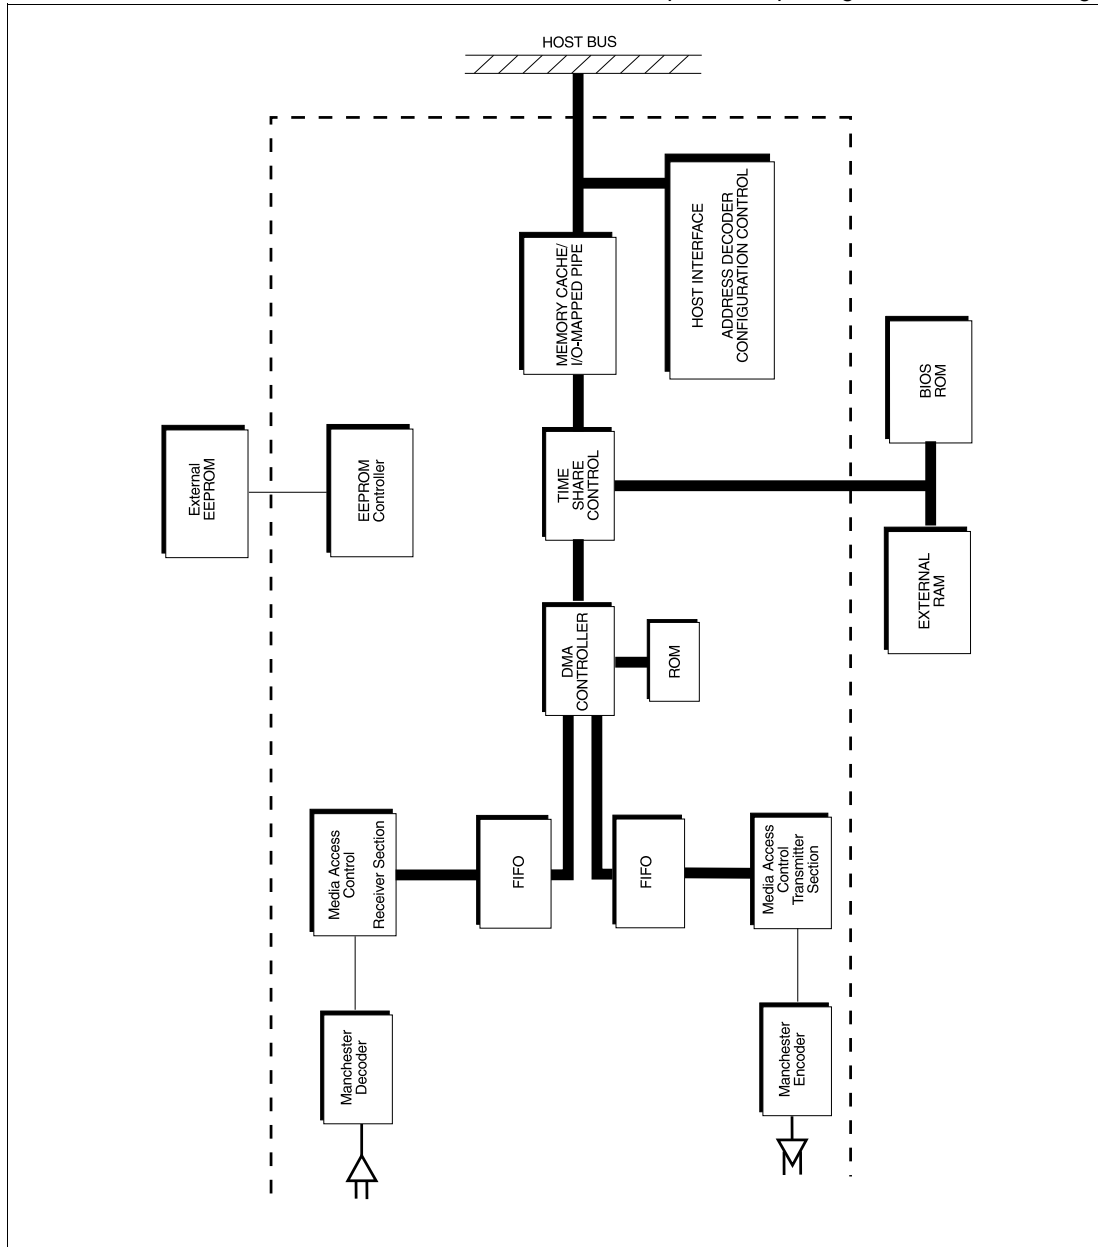 HOST BUS
HOST INTERFACE
ADDRESS DECODER
CONFIGURATION CONTROL
MEMORY CACHE/
I/O-MAPPED PIPE
BIOS
ROM
External
EEPROM
EEPROM
Controller
TIME
SHARE
CONTROL
EXTERNAL
RAM
DMA
CONTROLLER
ROM
Media Access
Control
Receiver Section
FIFO
FIFO
Media Access
Control
Transmitter
Section
Manchester
Decoder
Manchester
Encoder